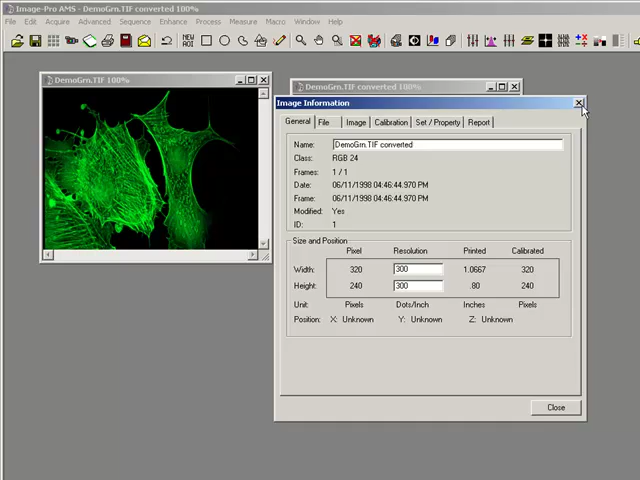 Image-Pro AMS - DemoGrn.TIF converted 100%
File Edit Acquire Advanced Sequence Enhance Process Measure Macro Window Help
NEW AOI
DemoGrn.TIF 100%
DemoGrn.TIF converted 100%
Image Information
General File Image Calibration Set / Property Report
Name: DemoGrn.TIF converted
Class: RGB 24
Frames: 1 / 1
Date: 06/11/1998 04:46:44.970 PM
Frame: 06/11/1998 04:46:44.970 PM
Modified: Yes
ID: 1
Size and Position
Pixel Resolution Printed Calibrated
Width: 320 300 1.0667 320
Height: 240 300 .80 240
Unit: Pixels Dots/Inch Inches Pixels
Position: X: Unknown Y: Unknown Z: Unknown
Close